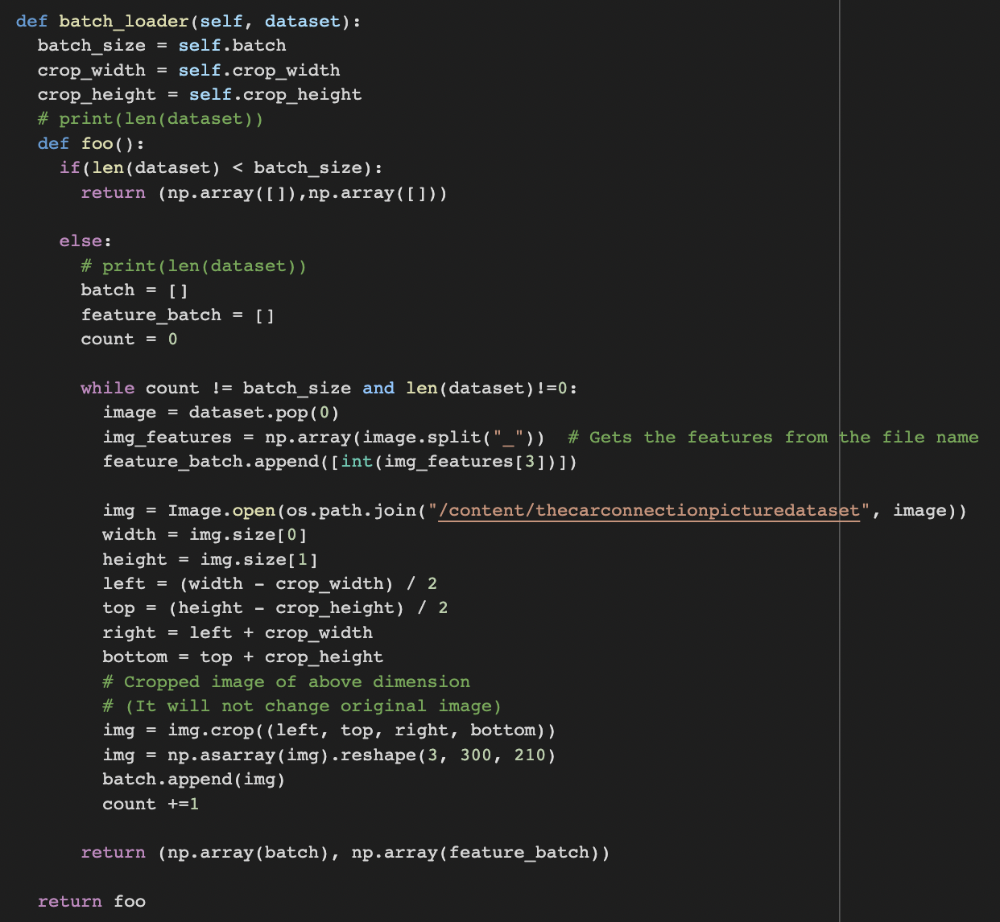 def batch_loader(self, dataset):
  batch_size = self.batch
  crop_width = self.crop_width
  crop_height = self.crop_height
  # print(len(dataset))
  def foo():
    if(len(dataset) < batch_size):
      return (np.array([]),np.array([]))

    else:
      # print(len(dataset))
      batch = []
      feature_batch = []
      count = 0

      while count != batch_size and len(dataset)!=0:
        image = dataset.pop(0)
        img_features = np.array(image.split("_"))  # Gets the features from the file name
        feature_batch.append([int(img_features[3])])

        img = Image.open(os.path.join("/content/thecarconnectionpicturedataset", image))
        width = img.size[0]
        height = img.size[1]
        left = (width - crop_width) / 2
        top = (height - crop_height) / 2
        right = left + crop_width
        bottom = top + crop_height
        # Cropped image of above dimension
        # (It will not change original image)
        img = img.crop((left, top, right, bottom))
        img = np.asarray(img).reshape(3, 300, 210)
        batch.append(img)
        count +=1

      return (np.array(batch), np.array(feature_batch))

  return foo